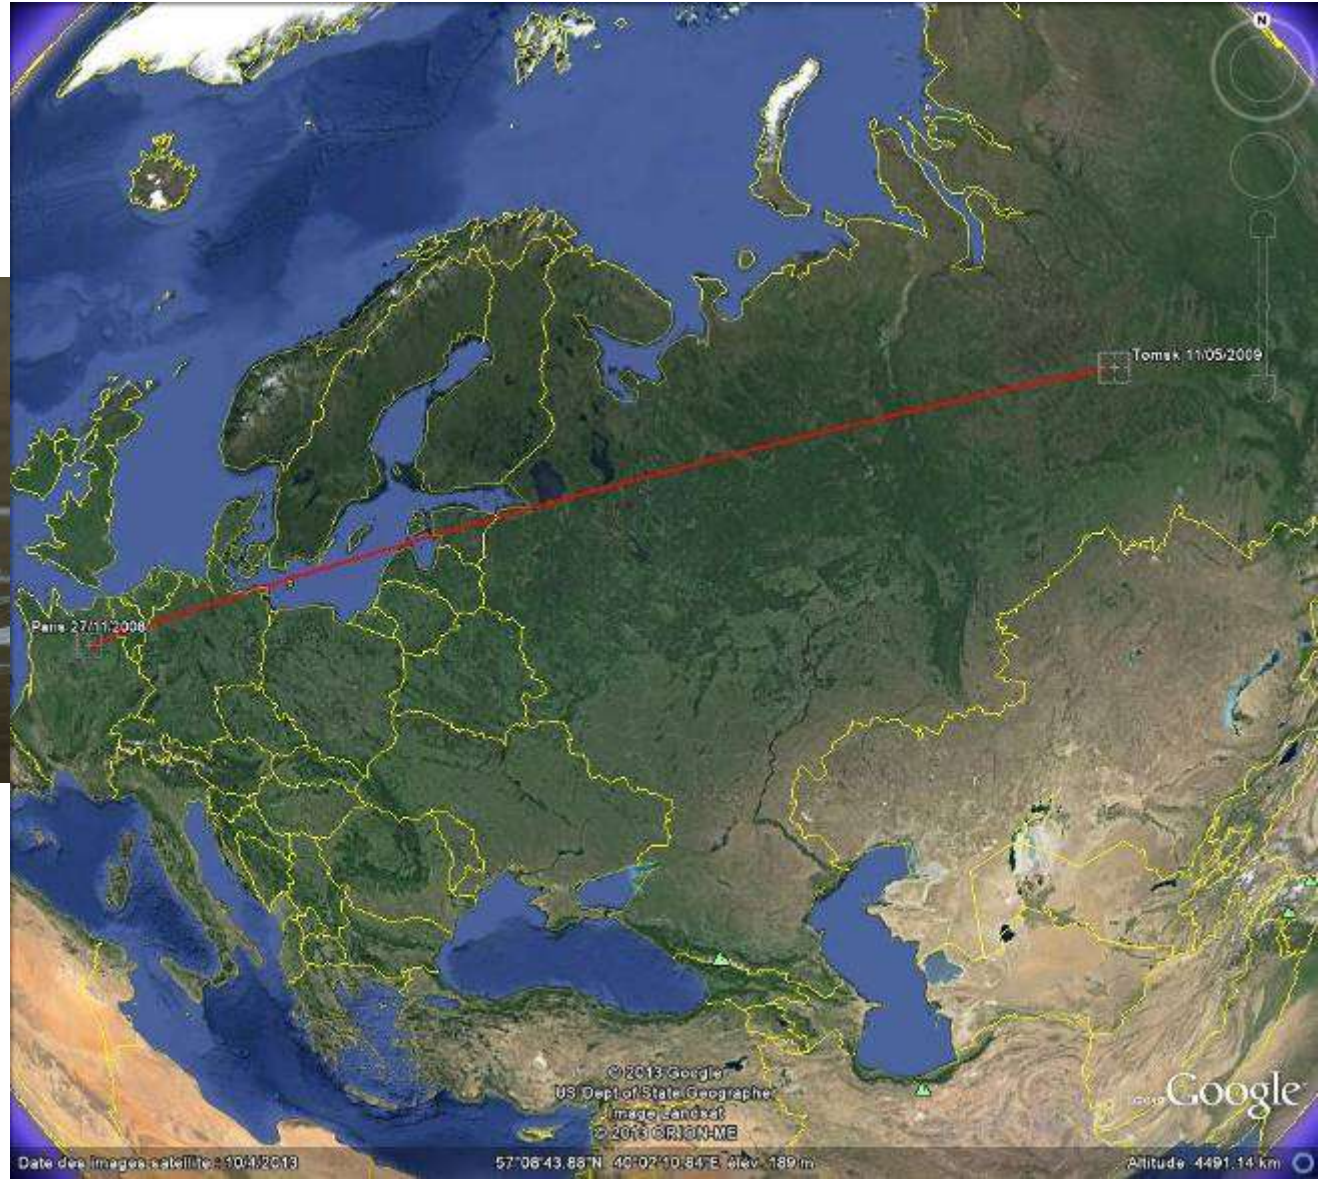 N
Tomsk 11/05/2009
Paris 27/11/2008
© 2013 Google
US Dept of State Geographer
Image Landsat
© 2013 ORION-ME
Google
Date des images satellite : 10/4/2013
57°08'43.88"N 40°02'10.84"E élév. 189 m
Altitude 4491.14 km